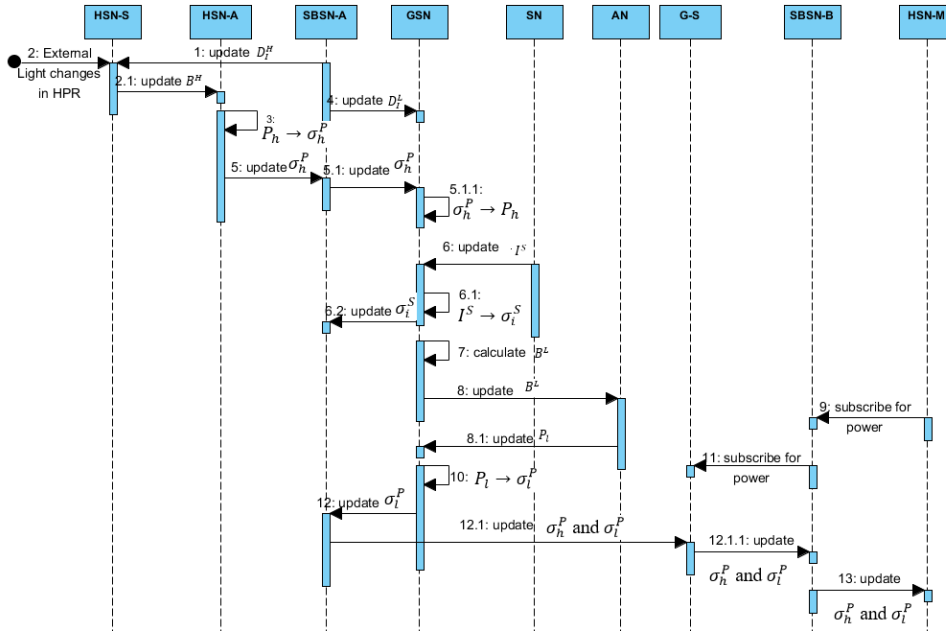 HSN-S HSN-A SBSN-A GSN SN AN G-S SBSN-B HSN-M
2: External
Light changes
in HPR
1: update D_I^H
2.1: update B^H
4: update D_I^L
3:
P_h → σ_h^P
5: update σ_h^P
5.1: update σ_h^P
5.1.1:
σ_h^P → P_h
6: update · I^S
6.1:
I^S → σ_i^S
6.2: update σ_i^S
7: calculate B^L
8: update B^L
9: subscribe for
power
8.1: update P_l
11: subscribe for
power
10: P_l → σ_l^P
12: update σ_l^P
12.1: update σ_h^P and σ_l^P
12.1.1: update
σ_h^P and σ_l^P
13: update
σ_h^P and σ_l^P